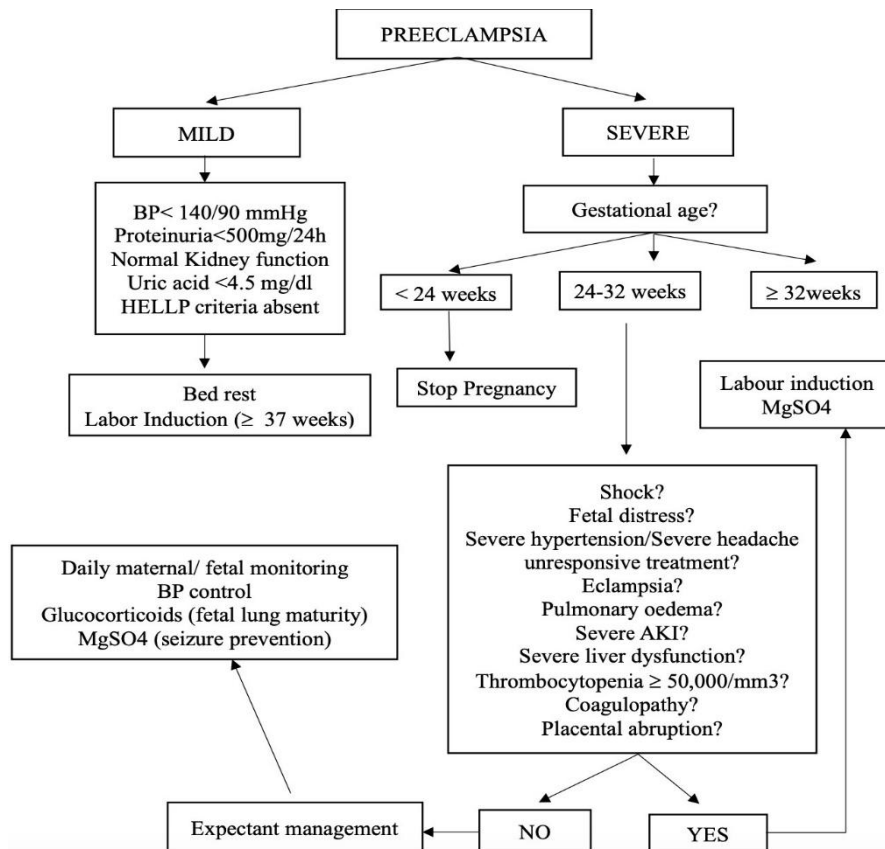 PREECLAMPSIA
MILD
SEVERE
BP< 140/90 mmHg
Proteinuria<500mg/24h
Normal Kidney function
Uric acid <4.5 mg/dl
HELLP criteria absent
Gestational age?
< 24 weeks
24-32 weeks
≥ 32weeks
Bed rest
Labor Induction (≥ 37 weeks)
Stop Pregnancy
Labour induction
MgSO4
Shock?
Fetal distress?
Severe hypertension/Severe headache
unresponsive treatment?
Eclampsia?
Pulmonary oedema?
Severe AKI?
Severe liver dysfunction?
Thrombocytopenia ≥ 50,000/mm3?
Coagulopathy?
Placental abruption?
Daily maternal/ fetal monitoring
BP control
Glucocorticoids (fetal lung maturity)
MgSO4 (seizure prevention)
Expectant management
NO
YES